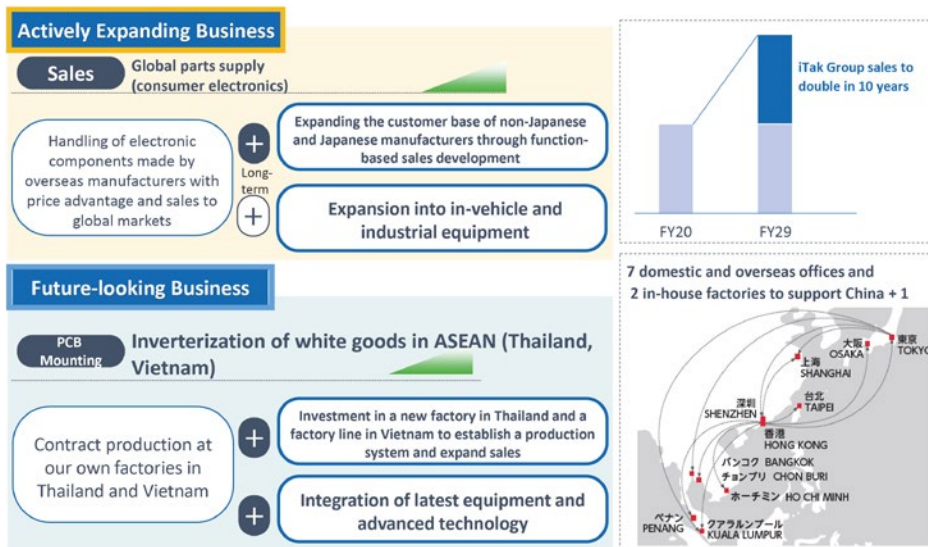 Actively Expanding Business
Sales
Global parts supply
(consumer electronics)
Handling of electronic
components made by
overseas manufacturers with
price advantage and sales to
global markets
+
Long-
term
+
Expanding the customer base of non-Japanese
and Japanese manufacturers through function-
based sales development
Expansion into in-vehicle and
industrial equipment
iTak Group sales to
double in 10 years
FY20
FY29
Future-looking Business
PCB
Mounting
Inverterization of white goods in ASEAN (Thailand,
Vietnam)
Contract production at
our own factories in
Thailand and Vietnam
+
+
Investment in a new factory in Thailand and a
factory line in Vietnam to establish a production
system and expand sales
Integration of latest equipment and
advanced technology
7 domestic and overseas offices and
2 in-house factories to support China + 1
東京
TOKYO
大阪
OSAKA
上海
SHANGHAI
台北
TAIPEI
深圳
SHENZHEN
香港
HONG KONG
バンコク BANGKOK
チョンブリ CHON BURI
ホーチミン HO CHI MINH
ペナン
PENANG
クアラルンプール
KUALA LUMPUR